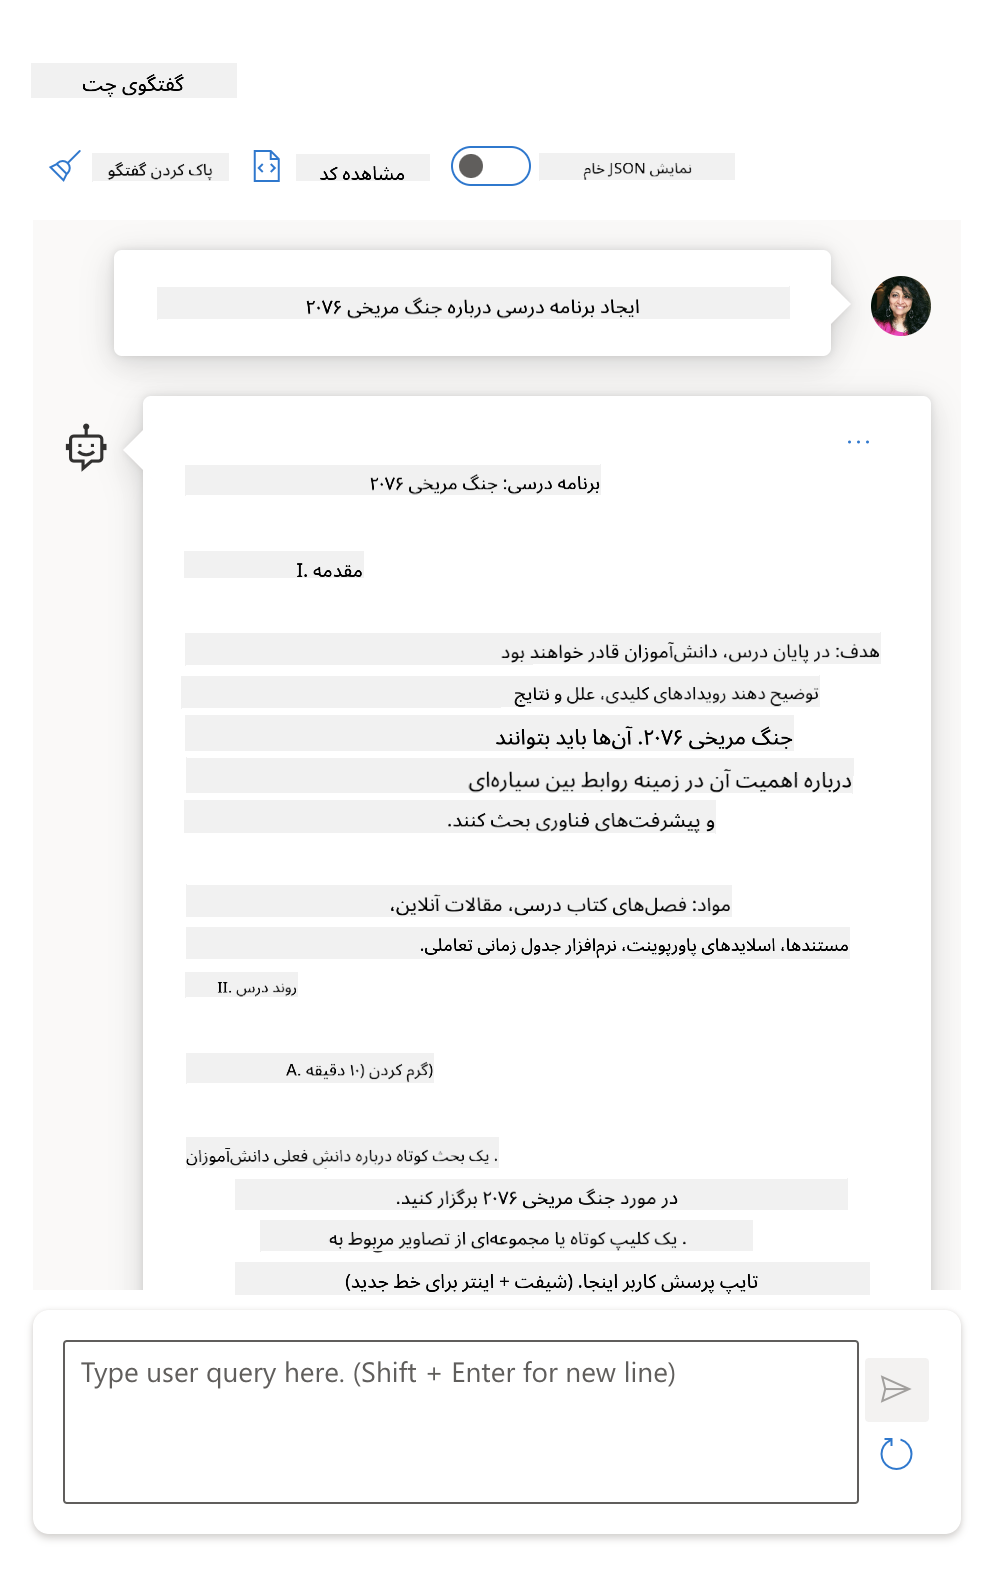 گفتگوی چت
پاک کردن گفتگو
مشاهده کد
نمایش JSON خام
ایجاد برنامه درسی درباره جنگ مریخی ۲۰۷۶
برنامه درسی: جنگ مریخی ۲۰۷۶
I. مقدمه
هدف: در پایان درس، دانش‌آموزان قادر خواهند بود
توضیح دهند رویدادهای کلیدی، علل و نتایج
جنگ مریخی ۲۰۷۶. آن‌ها باید بتوانند
درباره اهمیت آن در زمینه روابط بین سیاره‌ای
و پیشرفت‌های فناوری بحث کنند.
مواد: فصل‌های کتاب درسی، مقالات آنلاین،
مستندها، اسلایدهای پاورپوینت، نرم‌افزار جدول زمانی تعاملی.
II. روند درس
A. گرم کردن (۱۰ دقیقه)
. یک بحث کوتاه درباره دانش فعلی دانش‌آموزان
در مورد جنگ مریخی ۲۰۷۶ برگزار کنید.
. یک کلیپ کوتاه یا مجموعه‌ای از تصاویر مربوط به
تایپ پرسش کاربر اینجا. (شیفت + اینتر برای خط جدید)
Type user query here. (Shift + Enter for new line)